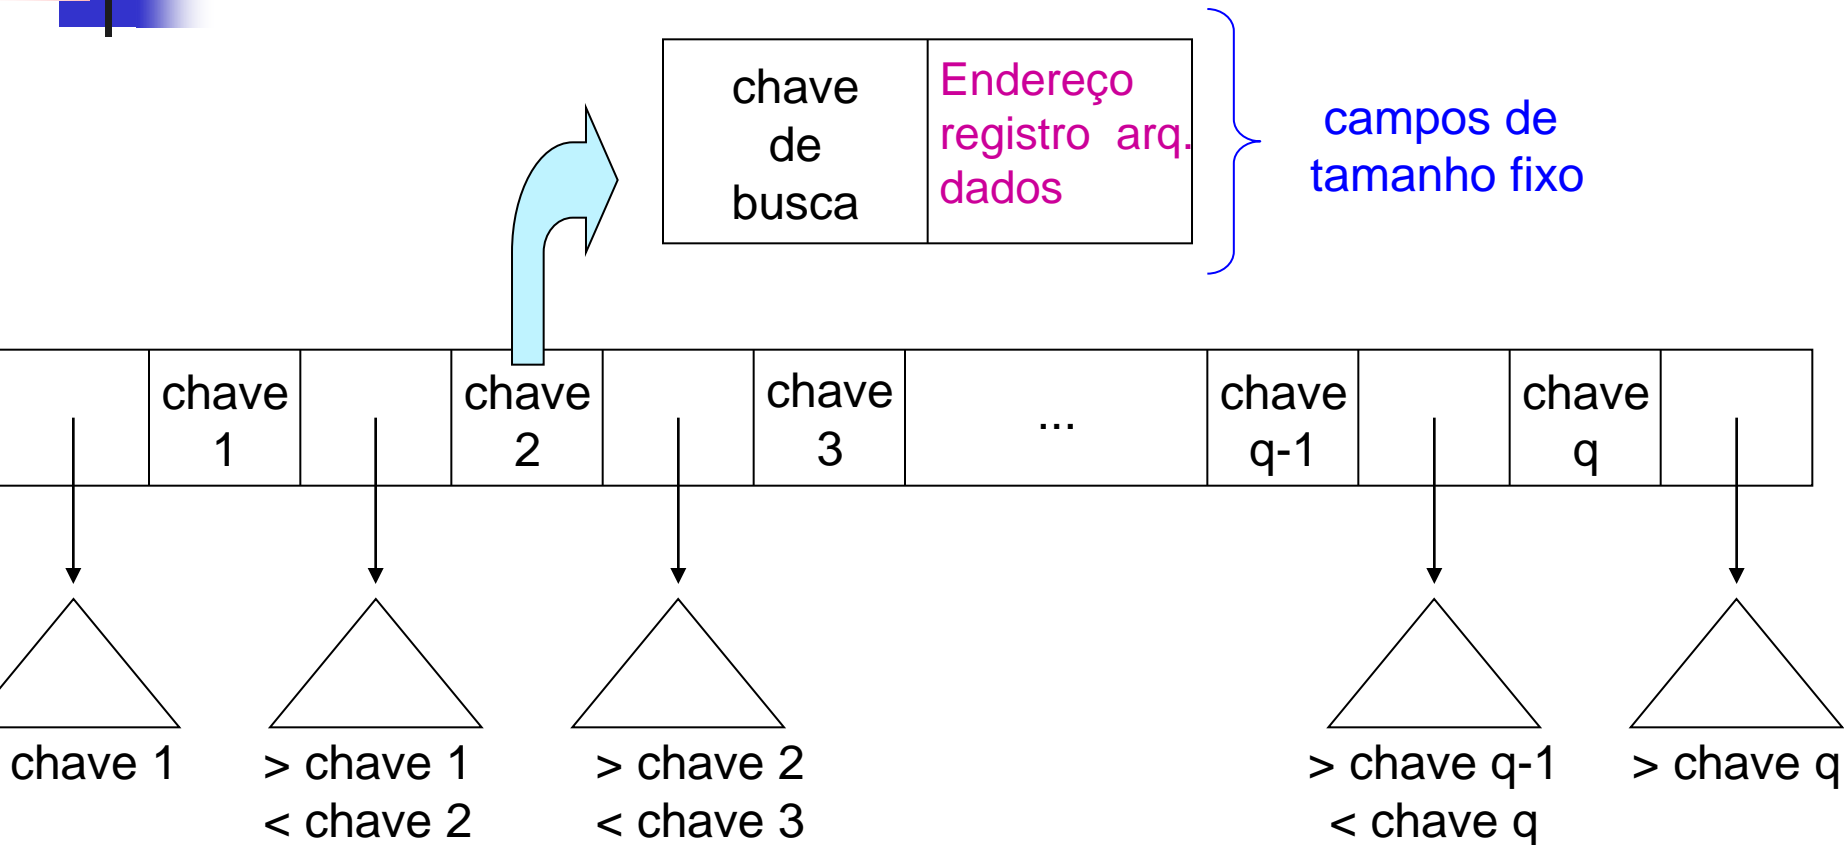 chave
de
busca
Endereço
registro arq.
dados
campos de
tamanho fixo
chave
1
chave
2
chave
3
...
chave
q-1
chave
q
chave 1
> chave 1
< chave 2
> chave 2
< chave 3
> chave q-1
< chave q
> chave q